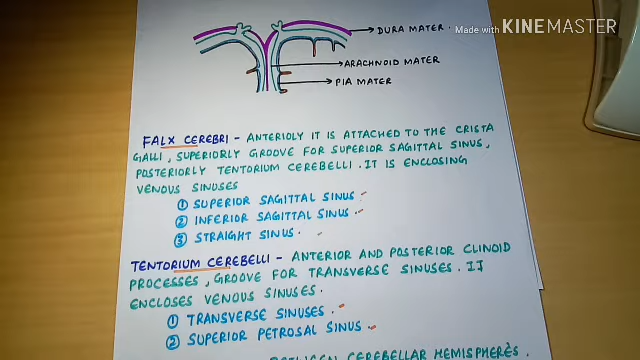 Made with KINEMASTER
DURA MATER.
ARACHNOID MATER
PIA MATER
FALX CEREBRI - ANTERIOLY IT IS ATTACHED TO THE CRISTA
GALLI, SUPERIORLY GROOVE FOR SUPERIOR SAGITTAL SINUS,
POSTERIORLY TENTORIUM CEREBELLI. IT IS ENCLOSING
VENOUS SINUSES
① SUPERIOR SAGITTAL SINUS
② INFERIOR SAGITTAL SINUS
③ STRAIGHT SINUS.
TENTORIUM CEREBELLI - ANTERIOR AND POSTERIOR CLINOID
PROCESSES, GROOVE FOR TRANSVERSE SINUSES. IT
ENCLOSES VENOUS SINUSES.
① TRANSVERSE SINUSES.
② SUPERIOR PETROSAL SINUS
CEREBELLAR HEMISPHERES.